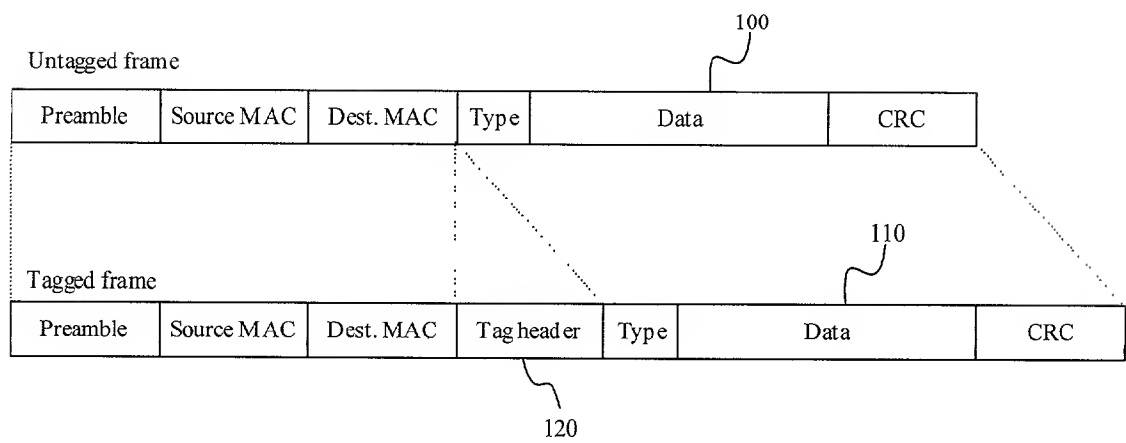 100
Untagged frame
Preamble Source MAC Dest. MAC Type Data CRC
110
Tagged frame
Preamble Source MAC Dest. MAC Tag header Type Data CRC
120